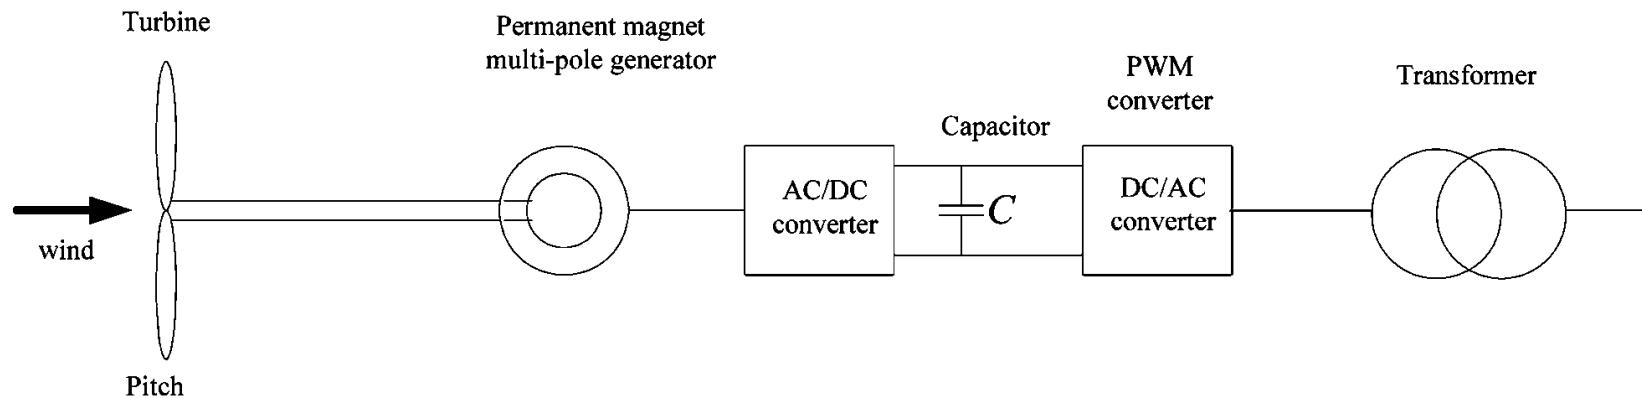 Turbine
Permanent magnet
multi-pole generator
PWM
converter
Transformer
Capacitor
AC/DC
converter
C
DC/AC
converter
wind
Pitch